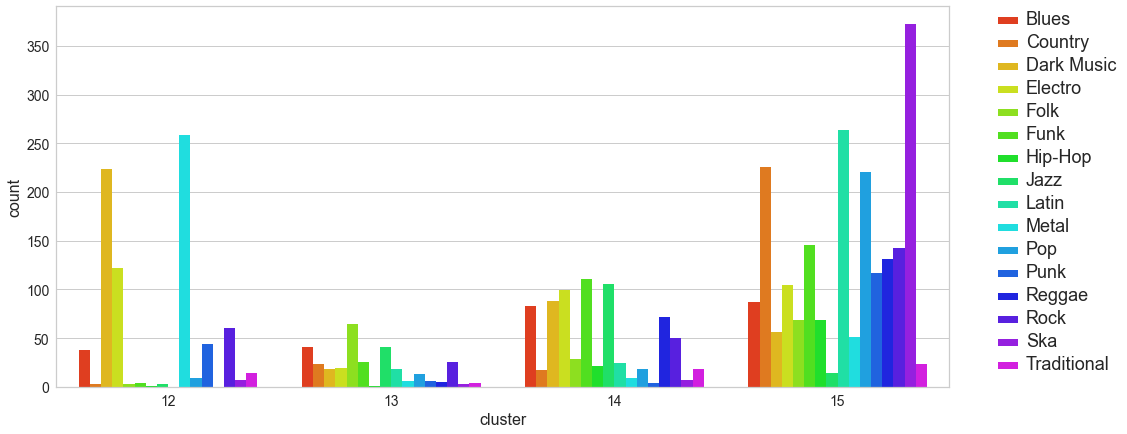 350
300
250
200
150
100
50
0
count
12
13
14
15
cluster
Blues
Country
Dark Music
Electro
Folk
Funk
Hip-Hop
Jazz
Latin
Metal
Pop
Punk
Reggae
Rock
Ska
Traditional